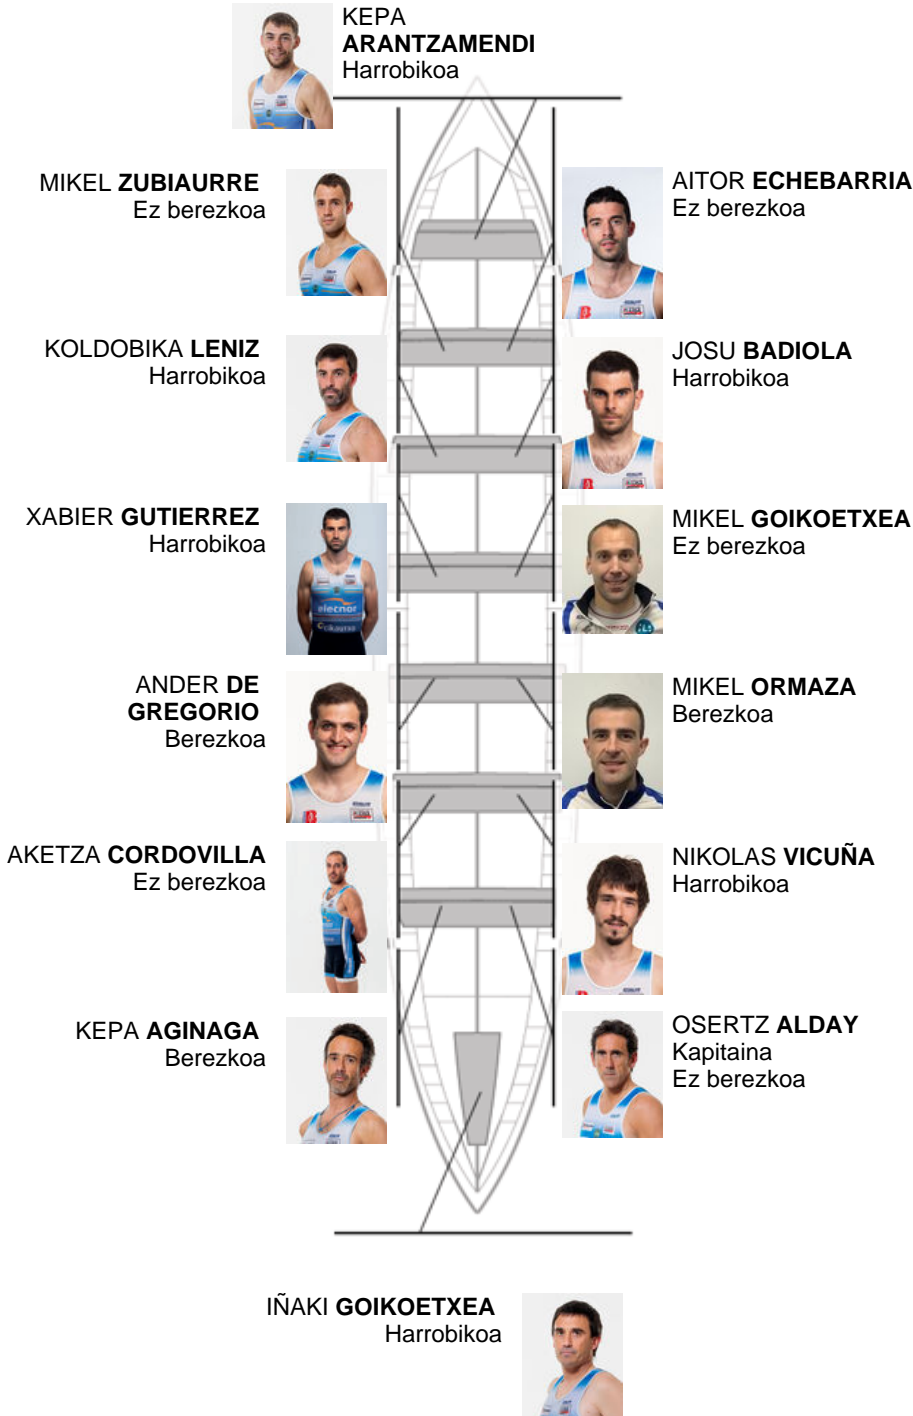 KEPA
ARANTZAMENDI
Harrobikoa
MIKEL ZUBIAURRE
Ez berezkoa
AITOR ECHEBARRIA
Ez berezkoa
KOLDOBIKA LENIZ
Harrobikoa
JOSU BADIOLA
Harrobikoa
XABIER GUTIERREZ
Harrobikoa
elecnor
MIKEL GOIKOETXEA
Ez berezkoa
ANDER DE
GREGORIO
Berezkoa
MIKEL ORMAZA
Berezkoa
AKETZA CORDOVILLA
Ez berezkoa
NIKOLAS VICUÑA
Harrobikoa
KEPA AGINAGA
Berezkoa
OSERTZ ALDAY
Kapitaina
Ez berezkoa
IÑAKI GOIKOETXEA
Harrobikoa